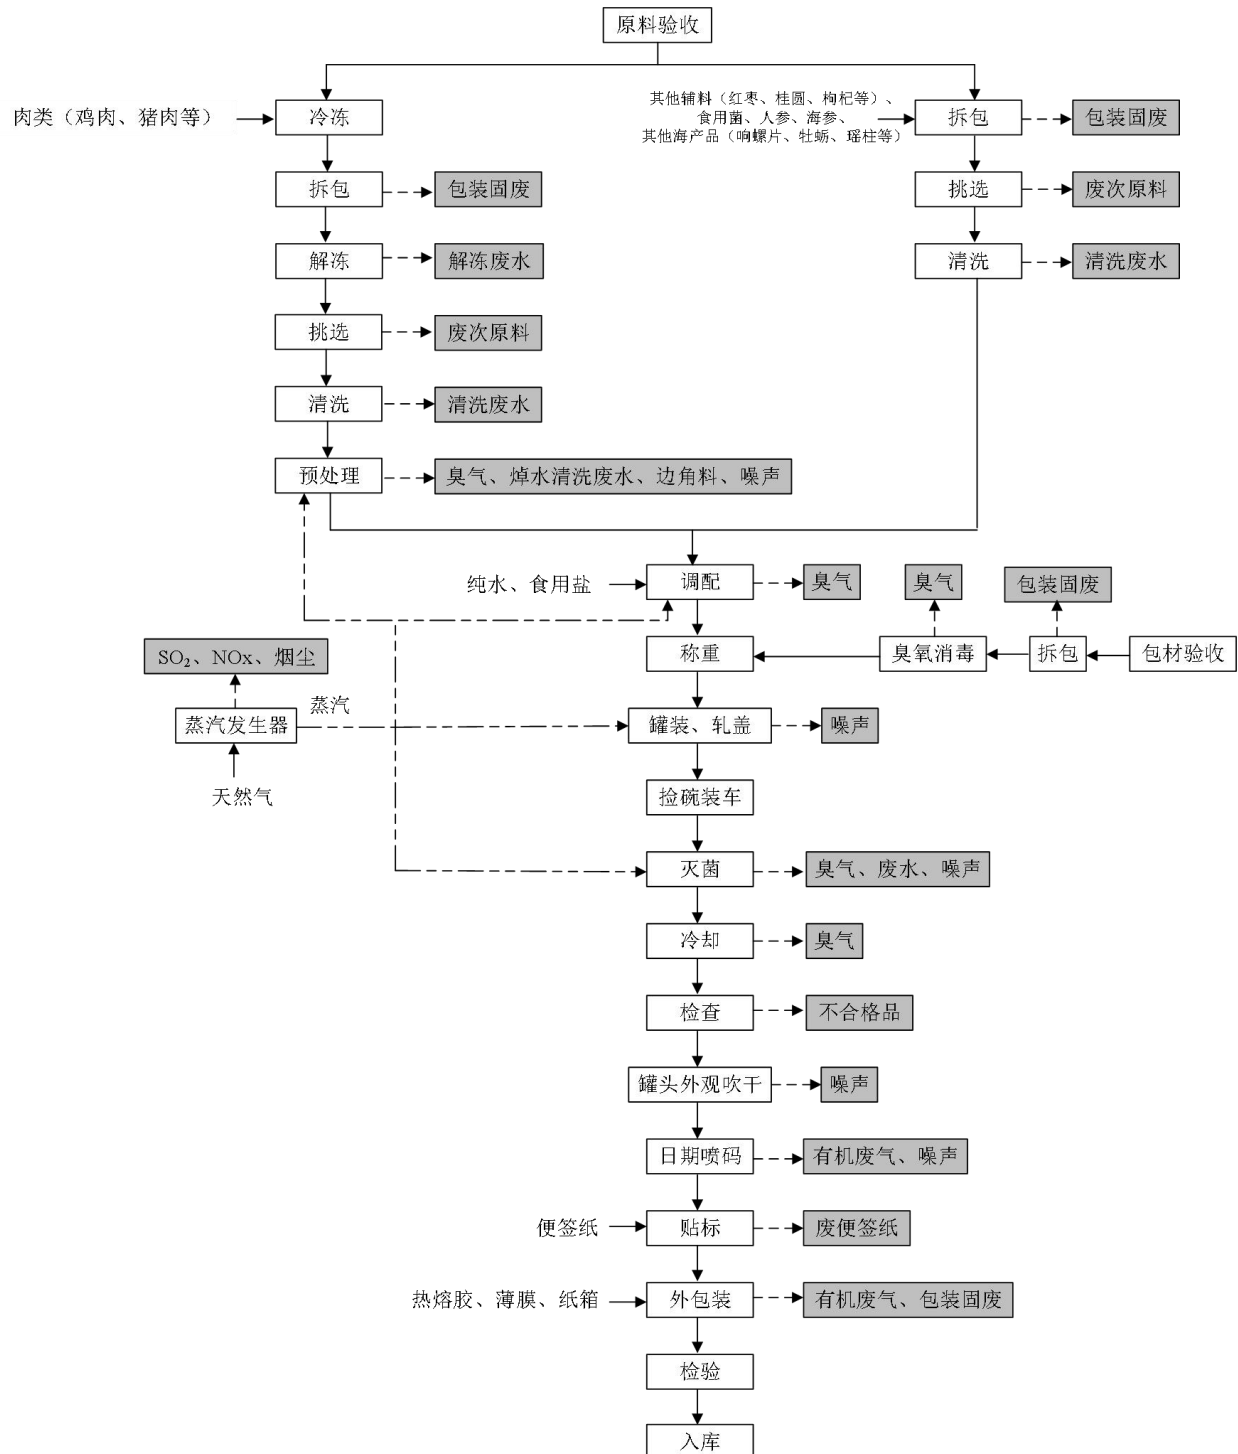 原料验收
肉类（鸡肉、猪肉等）
冷冻
其他辅料（红枣、桂圆、枸杞等）、
食用菌、人参、海参、
其他海产品（响螺片、牡蛎、瑶柱等）
拆包
包装固废
拆包
包装固废
挑选
废次原料
解冻
解冻废水
清洗
清洗废水
挑选
废次原料
清洗
清洗废水
预处理
臭气、焯水清洗废水、边角料、噪声
纯水、食用盐
调配
臭气
臭气
包装固废
SO₂、NOx、烟尘
称重
臭氧消毒
拆包
包材验收
蒸汽
蒸汽发生器
罐装、轧盖
噪声
天然气
捡碗装车
灭菌
臭气、废水、噪声
冷却
臭气
检查
不合格品
罐头外观吹干
噪声
日期喷码
有机废气、噪声
便签纸
贴标
废便签纸
热熔胶、薄膜、纸箱
外包装
有机废气、包装固废
检验
入库